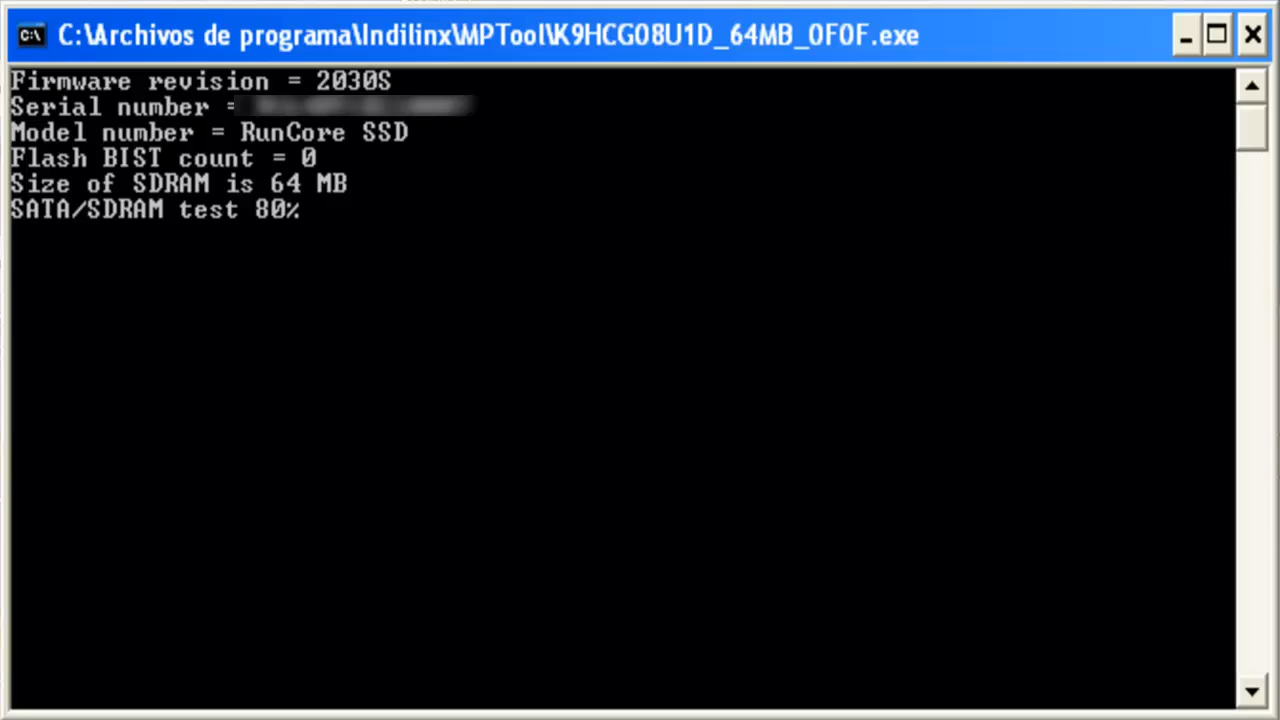 C:\Archivos de programa\Indilinx\MPTool\K9HCG08U1D_64MB_0F0F.exe
Firmware revision = 2030S
Serial number =
Model number = RunCore SSD
Flash BIST count = 0
Size of SDRAM is 64 MB
SATA/SDRAM test 80%